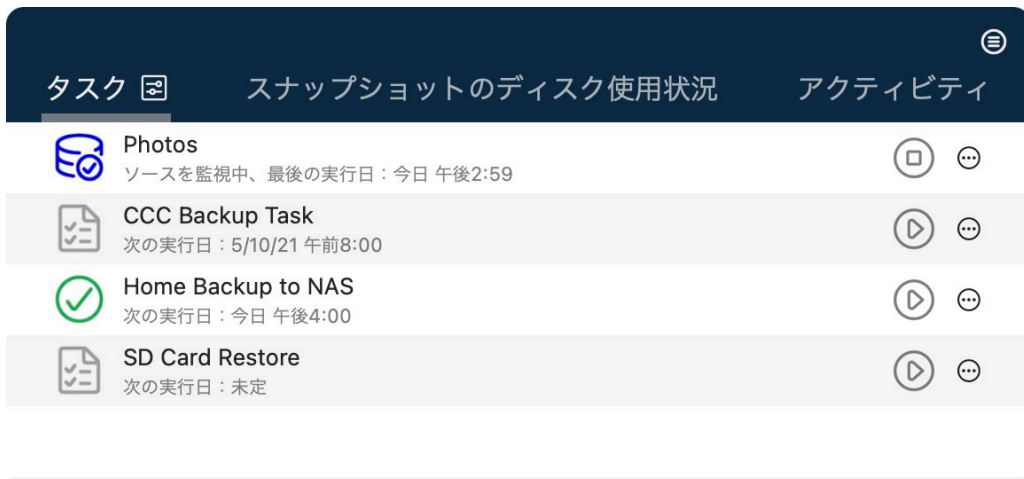 タスク
スナップショットのディスク使用状況
アクティビティ
Photos
ソースを監視中、最後の実行日：今日 午後2:59
CCC Backup Task
次の実行日：5/10/21 午前8:00
Home Backup to NAS
次の実行日：今日 午後4:00
SD Card Restore
次の実行日：未定